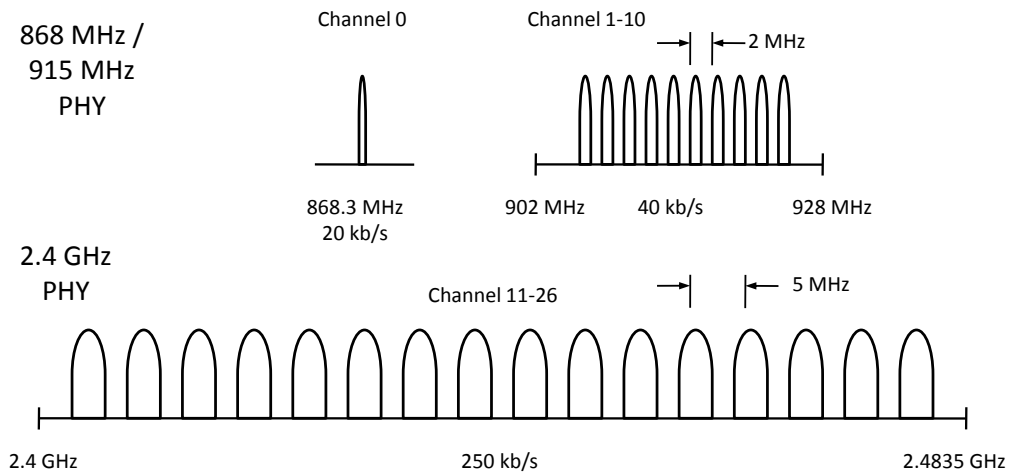 868 MHz /
915 MHz
PHY
Channel 0
Channel 1-10
2 MHz
868.3 MHz
20 kb/s
902 MHz
40 kb/s
928 MHz
2.4 GHz
PHY
Channel 11-26
5 MHz
2.4 GHz
250 kb/s
2.4835 GHz